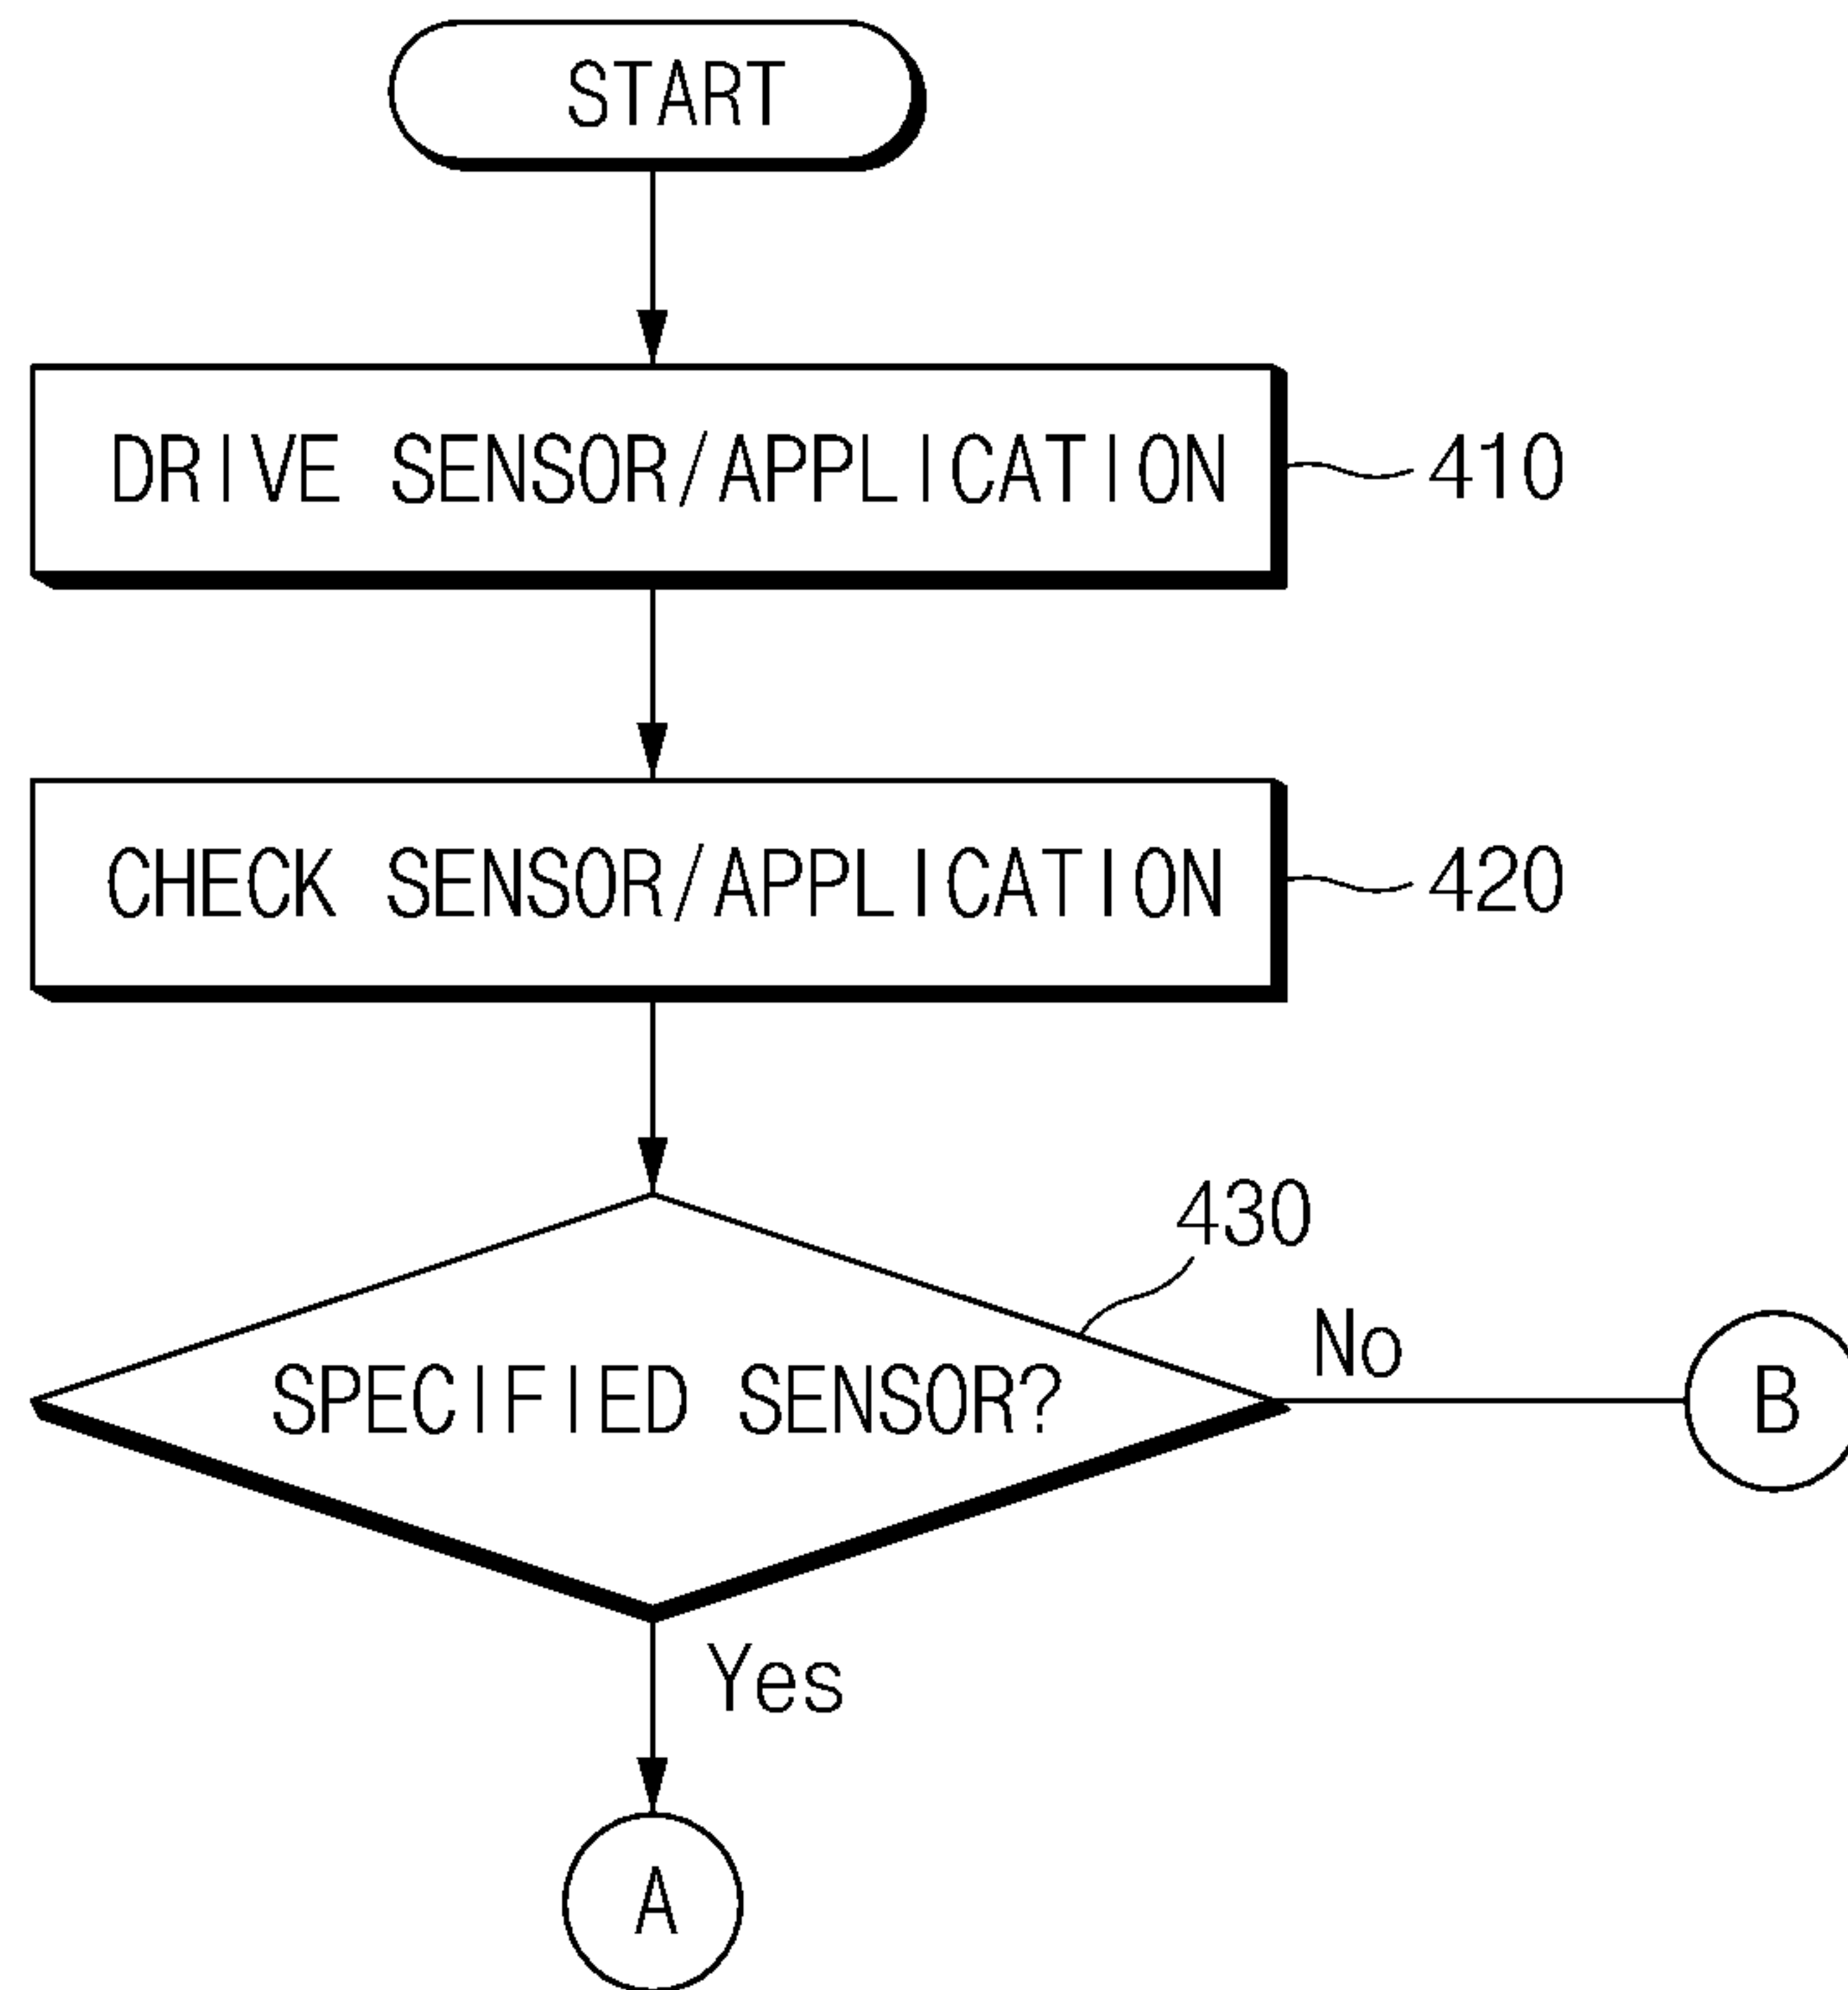 START
DRIVE SENSOR/APPLICATION
410
CHECK SENSOR/APPLICATION
420
430
SPECIFIED SENSOR?
No
B
Yes
A